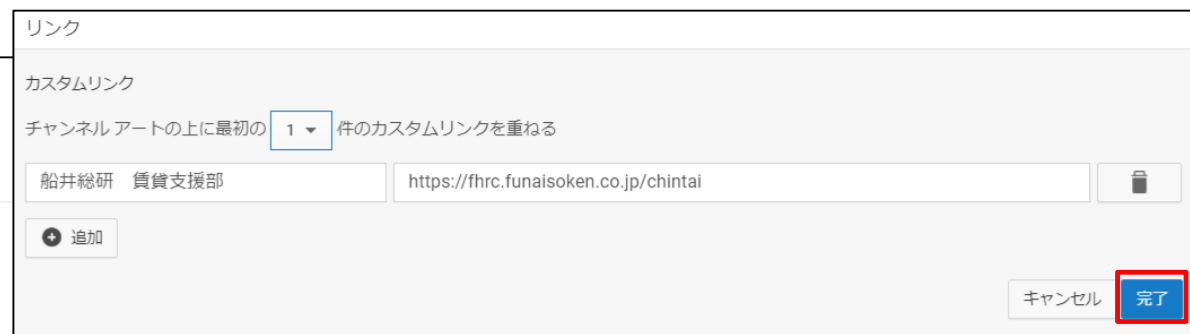 リンク
カスタムリンク
チャンネル アートの上に最初の 1 件のカスタムリンクを重ねる
船井総研　賃貸支援部 https://fhrc.funaisoken.co.jp/chintai
追加
キャンセル 完了